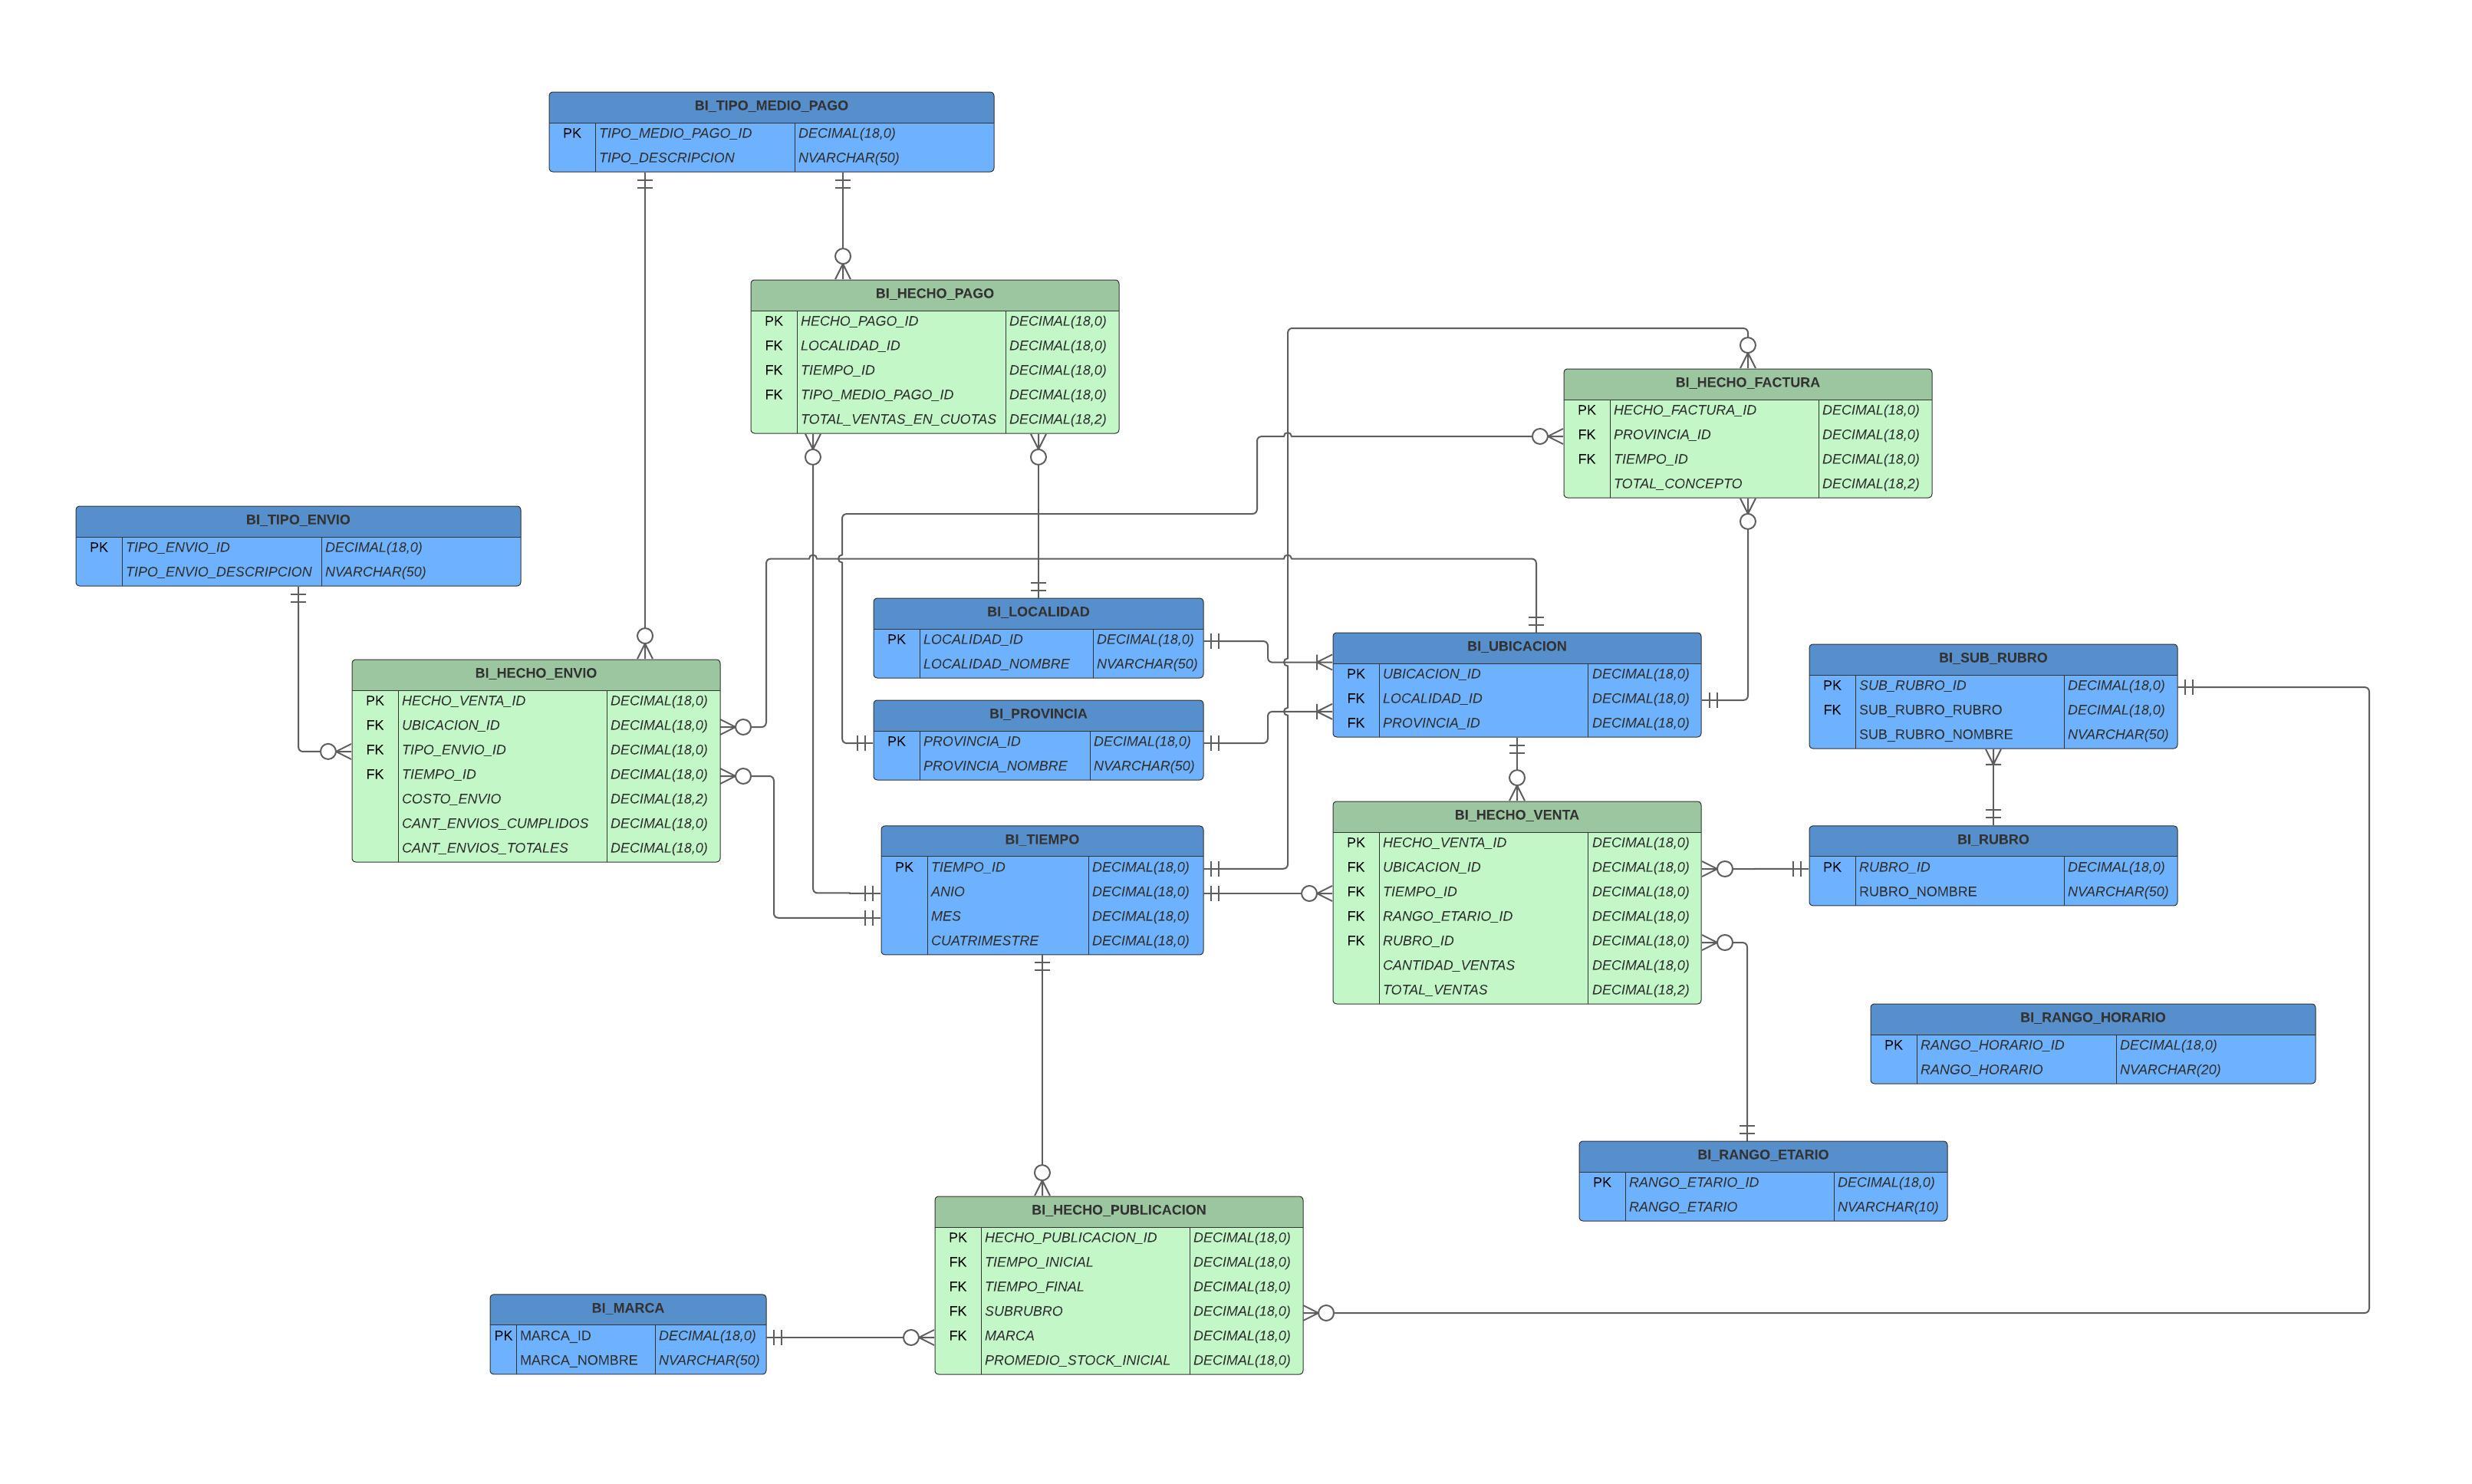 BI_TIPO_MEDIO_PAGO
PK TIPO_MEDIO_PAGO_ID DECIMAL(18,0)
TIPO_DESCRIPCION NVARCHAR(50)
BI_HECHO_PAGO
PK HECHO_PAGO_ID DECIMAL(18,0)
FK LOCALIDAD_ID DECIMAL(18,0)
FK TIEMPO_ID DECIMAL(18,0)
FK TIPO_MEDIO_PAGO_ID DECIMAL(18,0)
TOTAL_VENTAS_EN_CUOTAS DECIMAL(18,2)
BI_HECHO_FACTURA
PK HECHO_FACTURA_ID DECIMAL(18,0)
FK PROVINCIA_ID DECIMAL(18,0)
FK TIEMPO_ID DECIMAL(18,0)
TOTAL_CONCEPTO DECIMAL(18,2)
BI_TIPO_ENVIO
PK TIPO_ENVIO_ID DECIMAL(18,0)
TIPO_ENVIO_DESCRIPCION NVARCHAR(50)
BI_HECHO_ENVIO
PK HECHO_VENTA_ID DECIMAL(18,0)
FK UBICACION_ID DECIMAL(18,0)
FK TIPO_ENVIO_ID DECIMAL(18,0)
FK TIEMPO_ID DECIMAL(18,0)
COSTO_ENVIO DECIMAL(18,2)
CANT_ENVIOS_CUMPLIDOS DECIMAL(18,0)
CANT_ENVIOS_TOTALES DECIMAL(18,0)
BI_LOCALIDAD
PK LOCALIDAD_ID DECIMAL(18,0)
LOCALIDAD_NOMBRE NVARCHAR(50)
BI_PROVINCIA
PK PROVINCIA_ID DECIMAL(18,0)
PROVINCIA_NOMBRE NVARCHAR(50)
BI_UBICACION
PK UBICACION_ID DECIMAL(18,0)
FK LOCALIDAD_ID DECIMAL(18,0)
FK PROVINCIA_ID DECIMAL(18,0)
BI_SUB_RUBRO
PK SUB_RUBRO_ID DECIMAL(18,0)
FK SUB_RUBRO_RUBRO DECIMAL(18,0)
SUB_RUBRO_NOMBRE NVARCHAR(50)
BI_TIEMPO
PK TIEMPO_ID DECIMAL(18,0)
ANIO DECIMAL(18,0)
MES DECIMAL(18,0)
CUATRIMESTRE DECIMAL(18,0)
BI_HECHO_VENTA
PK HECHO_VENTA_ID DECIMAL(18,0)
FK UBICACION_ID DECIMAL(18,0)
FK TIEMPO_ID DECIMAL(18,0)
FK RANGO_ETARIO_ID DECIMAL(18,0)
FK RUBRO_ID DECIMAL(18,0)
CANTIDAD_VENTAS DECIMAL(18,0)
TOTAL_VENTAS DECIMAL(18,2)
BI_RUBRO
PK RUBRO_ID DECIMAL(18,0)
RUBRO_NOMBRE NVARCHAR(50)
BI_RANGO_HORARIO
PK RANGO_HORARIO_ID DECIMAL(18,0)
RANGO_HORARIO NVARCHAR(20)
BI_RANGO_ETARIO
PK RANGO_ETARIO_ID DECIMAL(18,0)
RANGO_ETARIO NVARCHAR(10)
BI_HECHO_PUBLICACION
PK HECHO_PUBLICACION_ID DECIMAL(18,0)
FK TIEMPO_INICIAL DECIMAL(18,0)
FK TIEMPO_FINAL DECIMAL(18,0)
FK SUBRUBRO DECIMAL(18,0)
FK MARCA DECIMAL(18,0)
PROMEDIO_STOCK_INICIAL DECIMAL(18,0)
BI_MARCA
PK MARCA_ID DECIMAL(18,0)
MARCA_NOMBRE NVARCHAR(50)